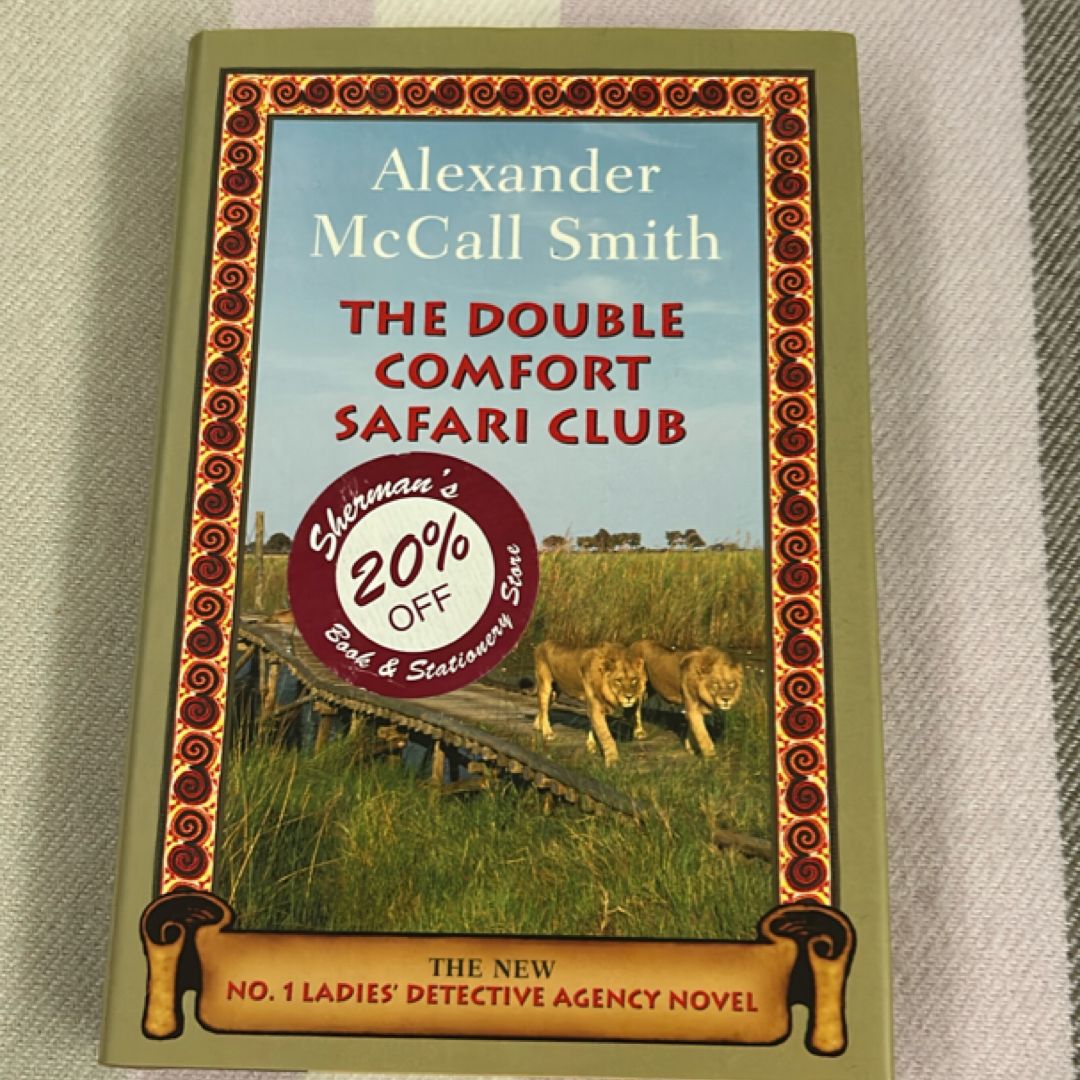 Alexander
McCall Smith
THE DOUBLE
COMFORT
SAFARI CLUB
Sherman's
20%
OFF
Book & Stationery Store
THE NEW
NO. 1 LADIES' DETECTIVE AGENCY NOVEL